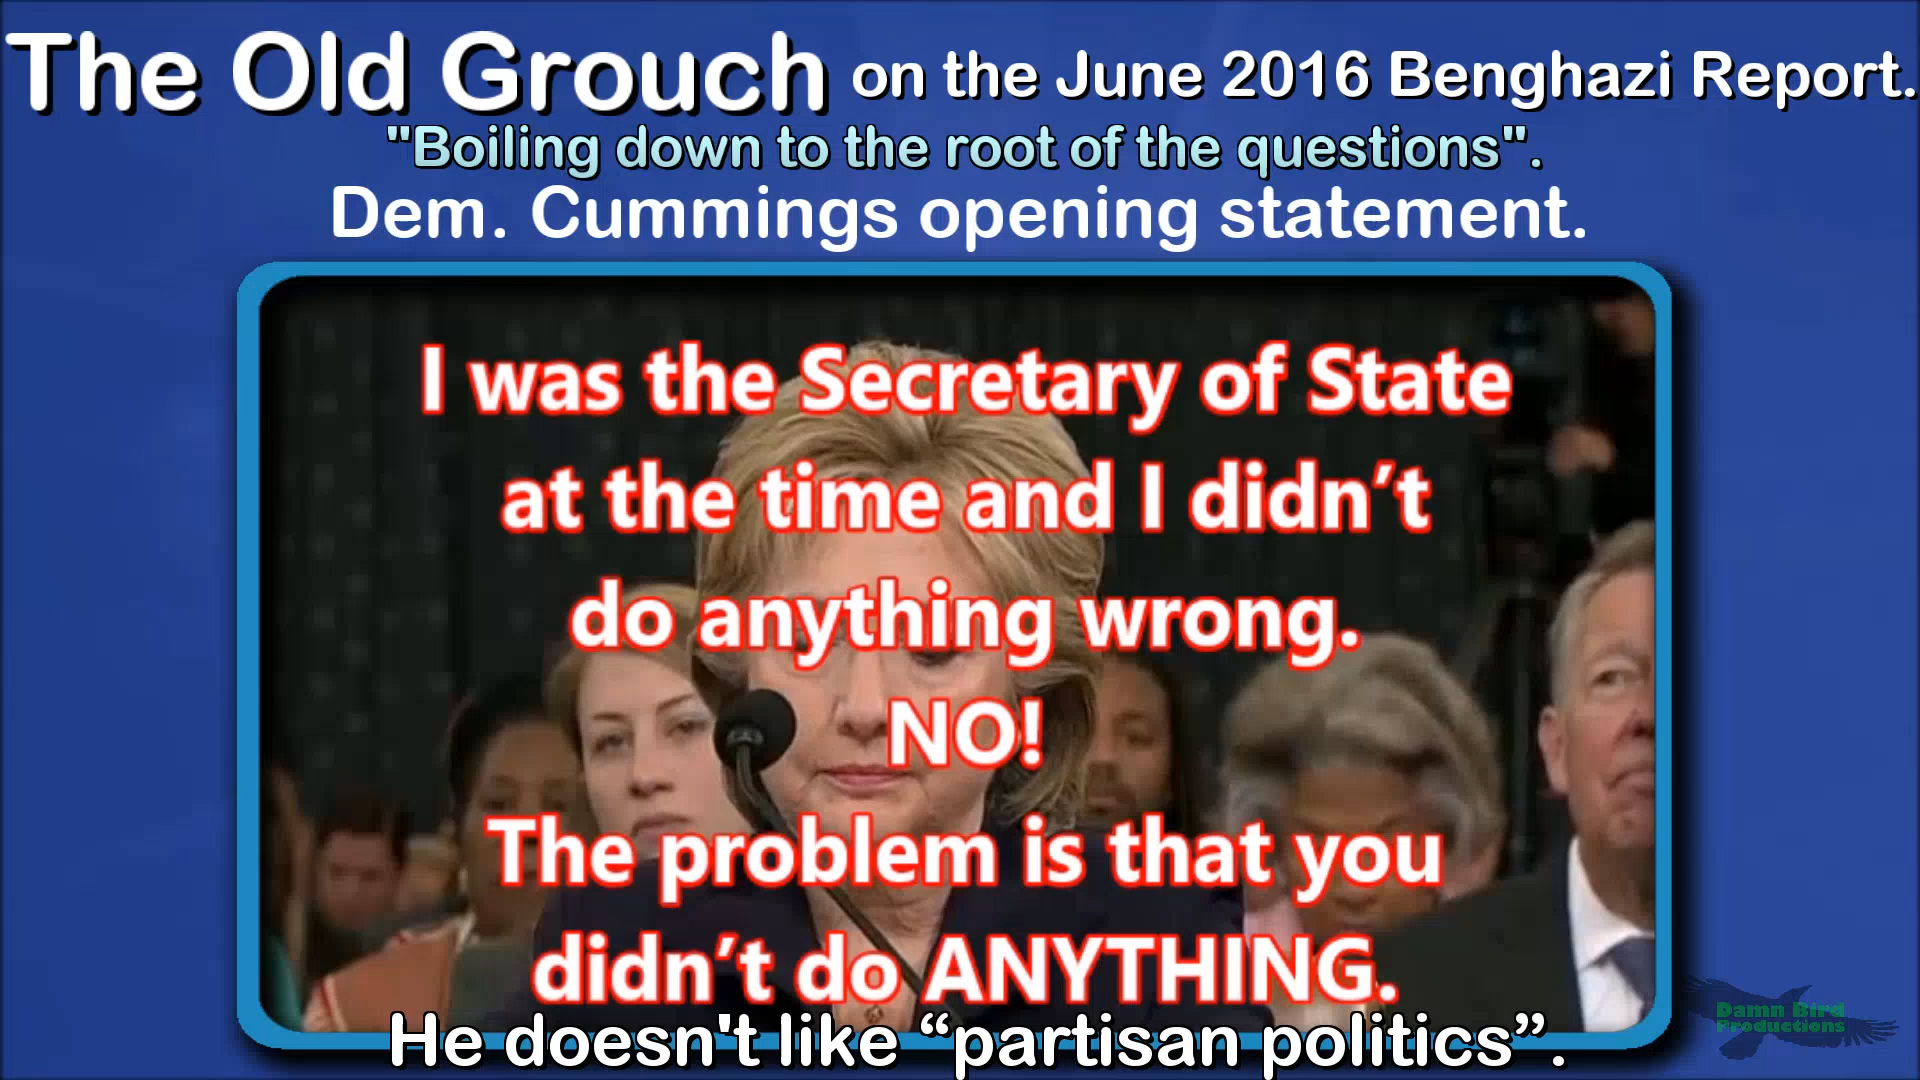 The Old Grouch on the June 2016 Benghazi Report.
"Boiling down to the root of the questions".
Dem. Cummings opening statement.
I was the Secretary of State
at the time and I didn’t
do anything wrong.
NO!
The problem is that you
didn’t do ANYTHING.
He doesn't like “partisan politics”.
Damn Bird
Productions